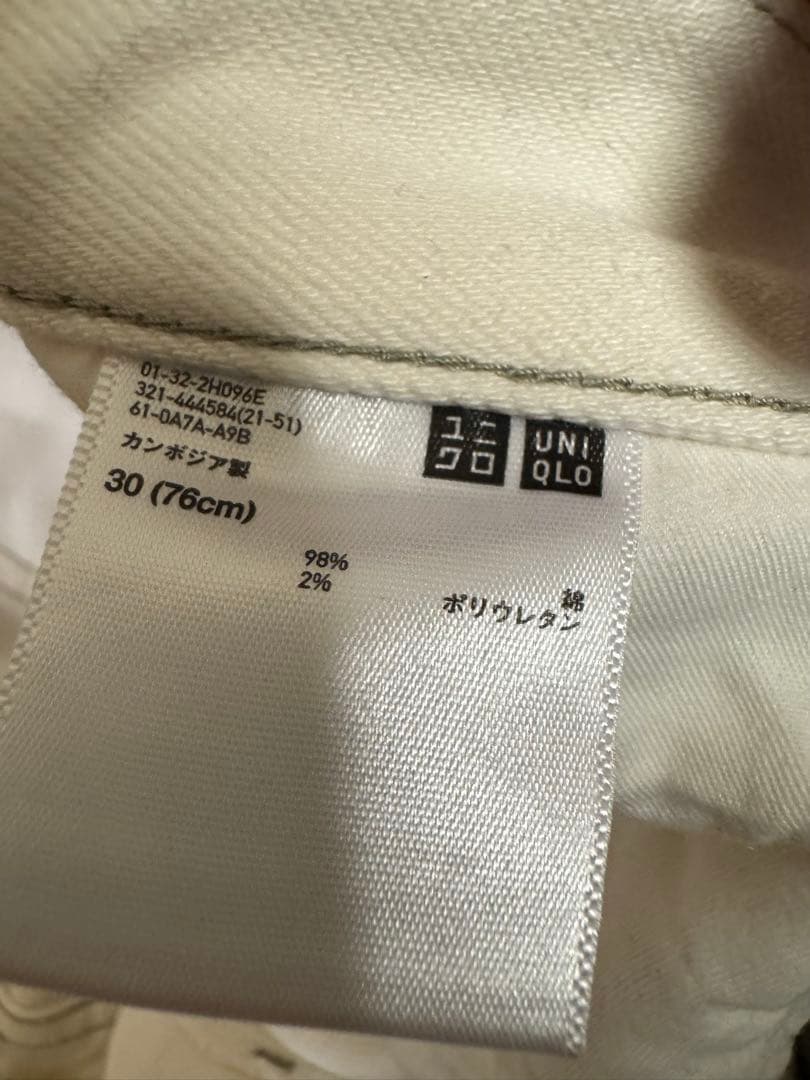 01-32-2H096E
321-444584(21-51)
61-0A7A-A9B
カンボジア製
30 (76cm)
ユニ
クロ
UNI
QLO
98% 綿
2% ポリウレタン